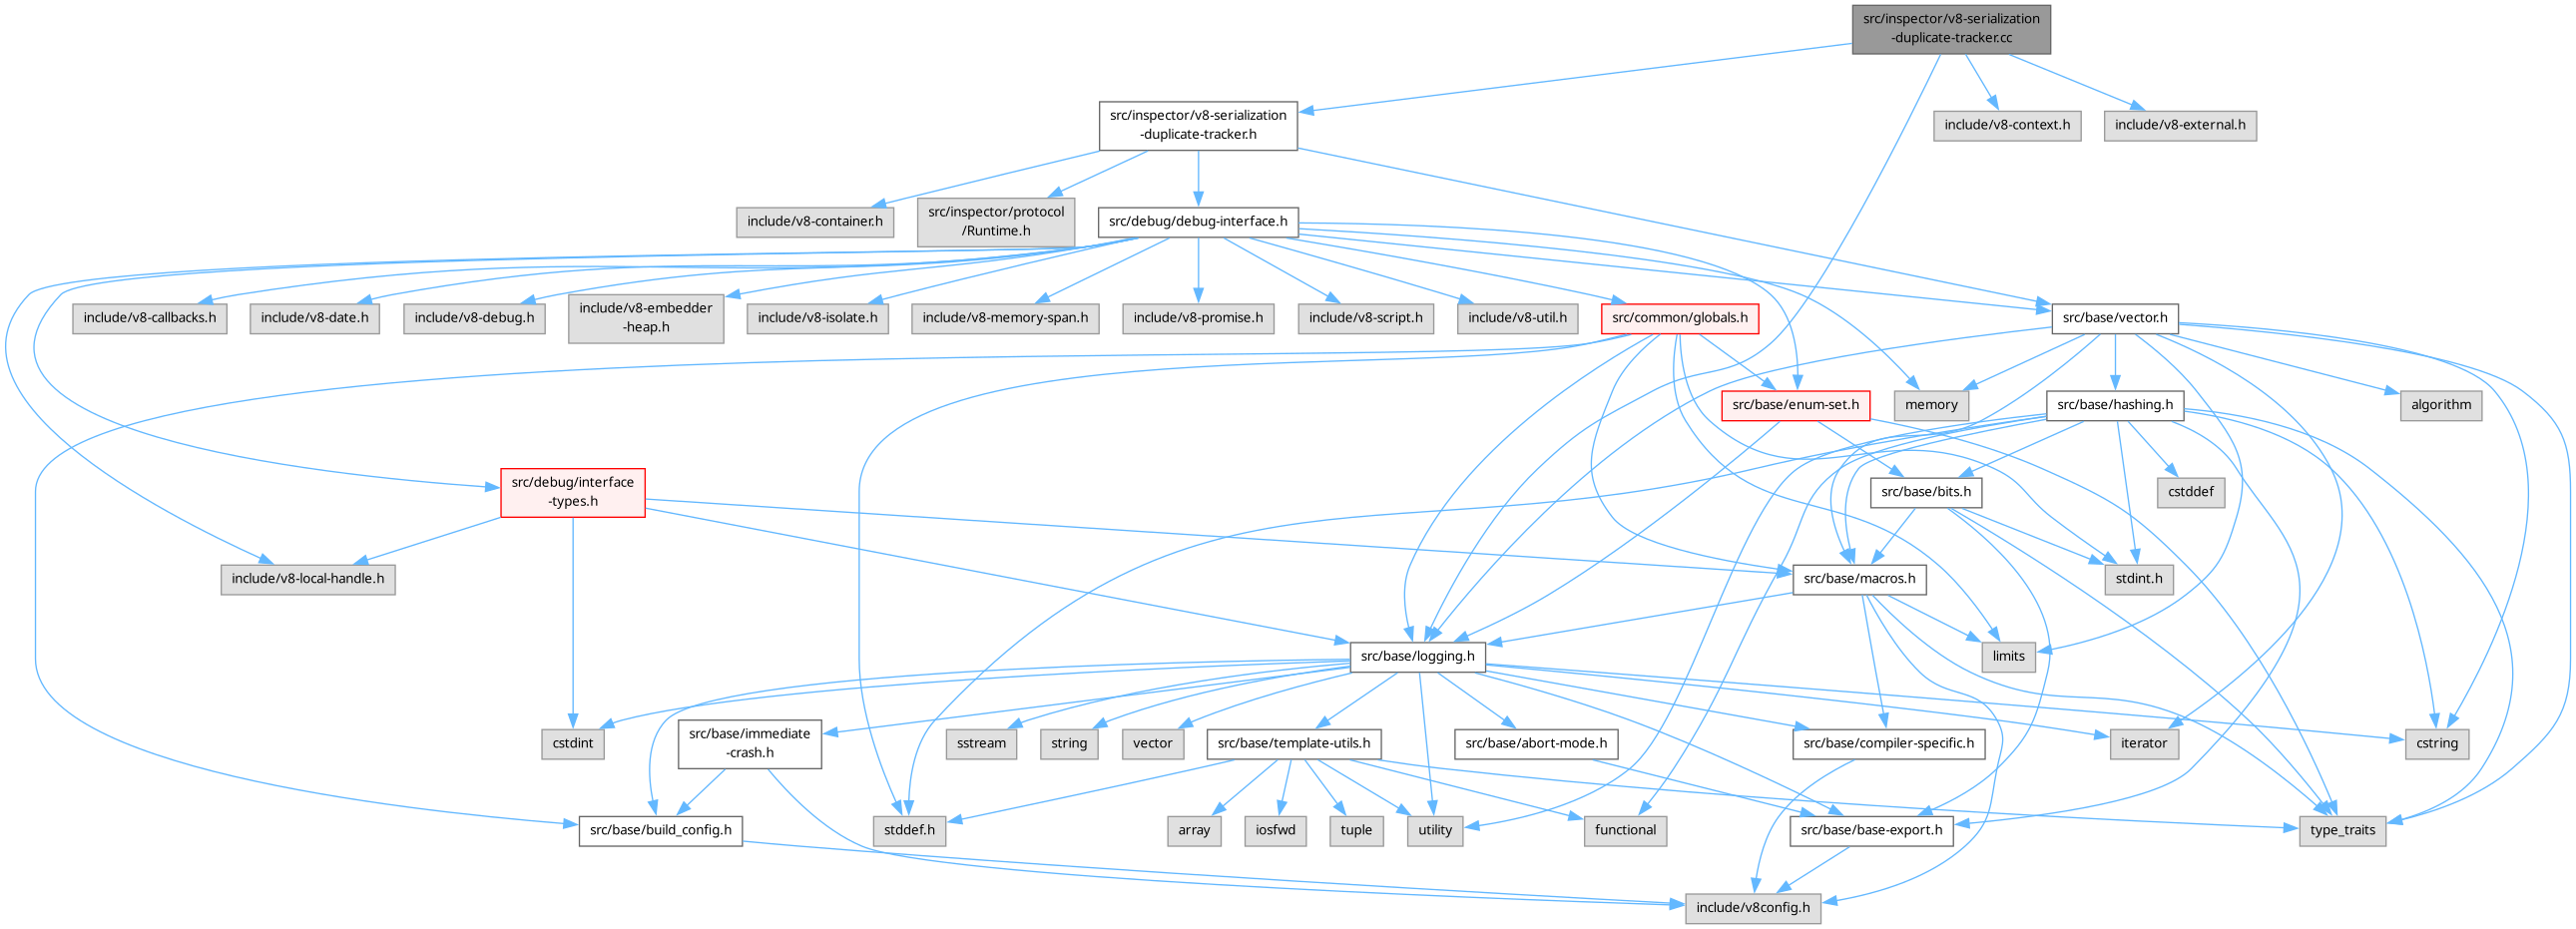 src/inspector/v8-serialization
-duplicate-tracker.cc
src/inspector/v8-serialization
-duplicate-tracker.h
include/v8-context.h
include/v8-external.h
include/v8-container.h
src/inspector/protocol
/Runtime.h
src/debug/debug-interface.h
include/v8-callbacks.h
include/v8-date.h
include/v8-debug.h
include/v8-embedder
-heap.h
include/v8-isolate.h
include/v8-memory-span.h
include/v8-promise.h
include/v8-script.h
include/v8-util.h
src/common/globals.h
src/base/vector.h
src/base/enum-set.h
memory
src/base/hashing.h
algorithm
src/debug/interface
-types.h
src/base/bits.h
cstddef
include/v8-local-handle.h
src/base/macros.h
stdint.h
src/base/logging.h
limits
cstdint
src/base/immediate
-crash.h
sstream
string
vector
src/base/template-utils.h
src/base/abort-mode.h
src/base/compiler-specific.h
iterator
cstring
src/base/build_config.h
stddef.h
array
iosfwd
tuple
utility
functional
src/base/base-export.h
type_traits
include/v8config.h